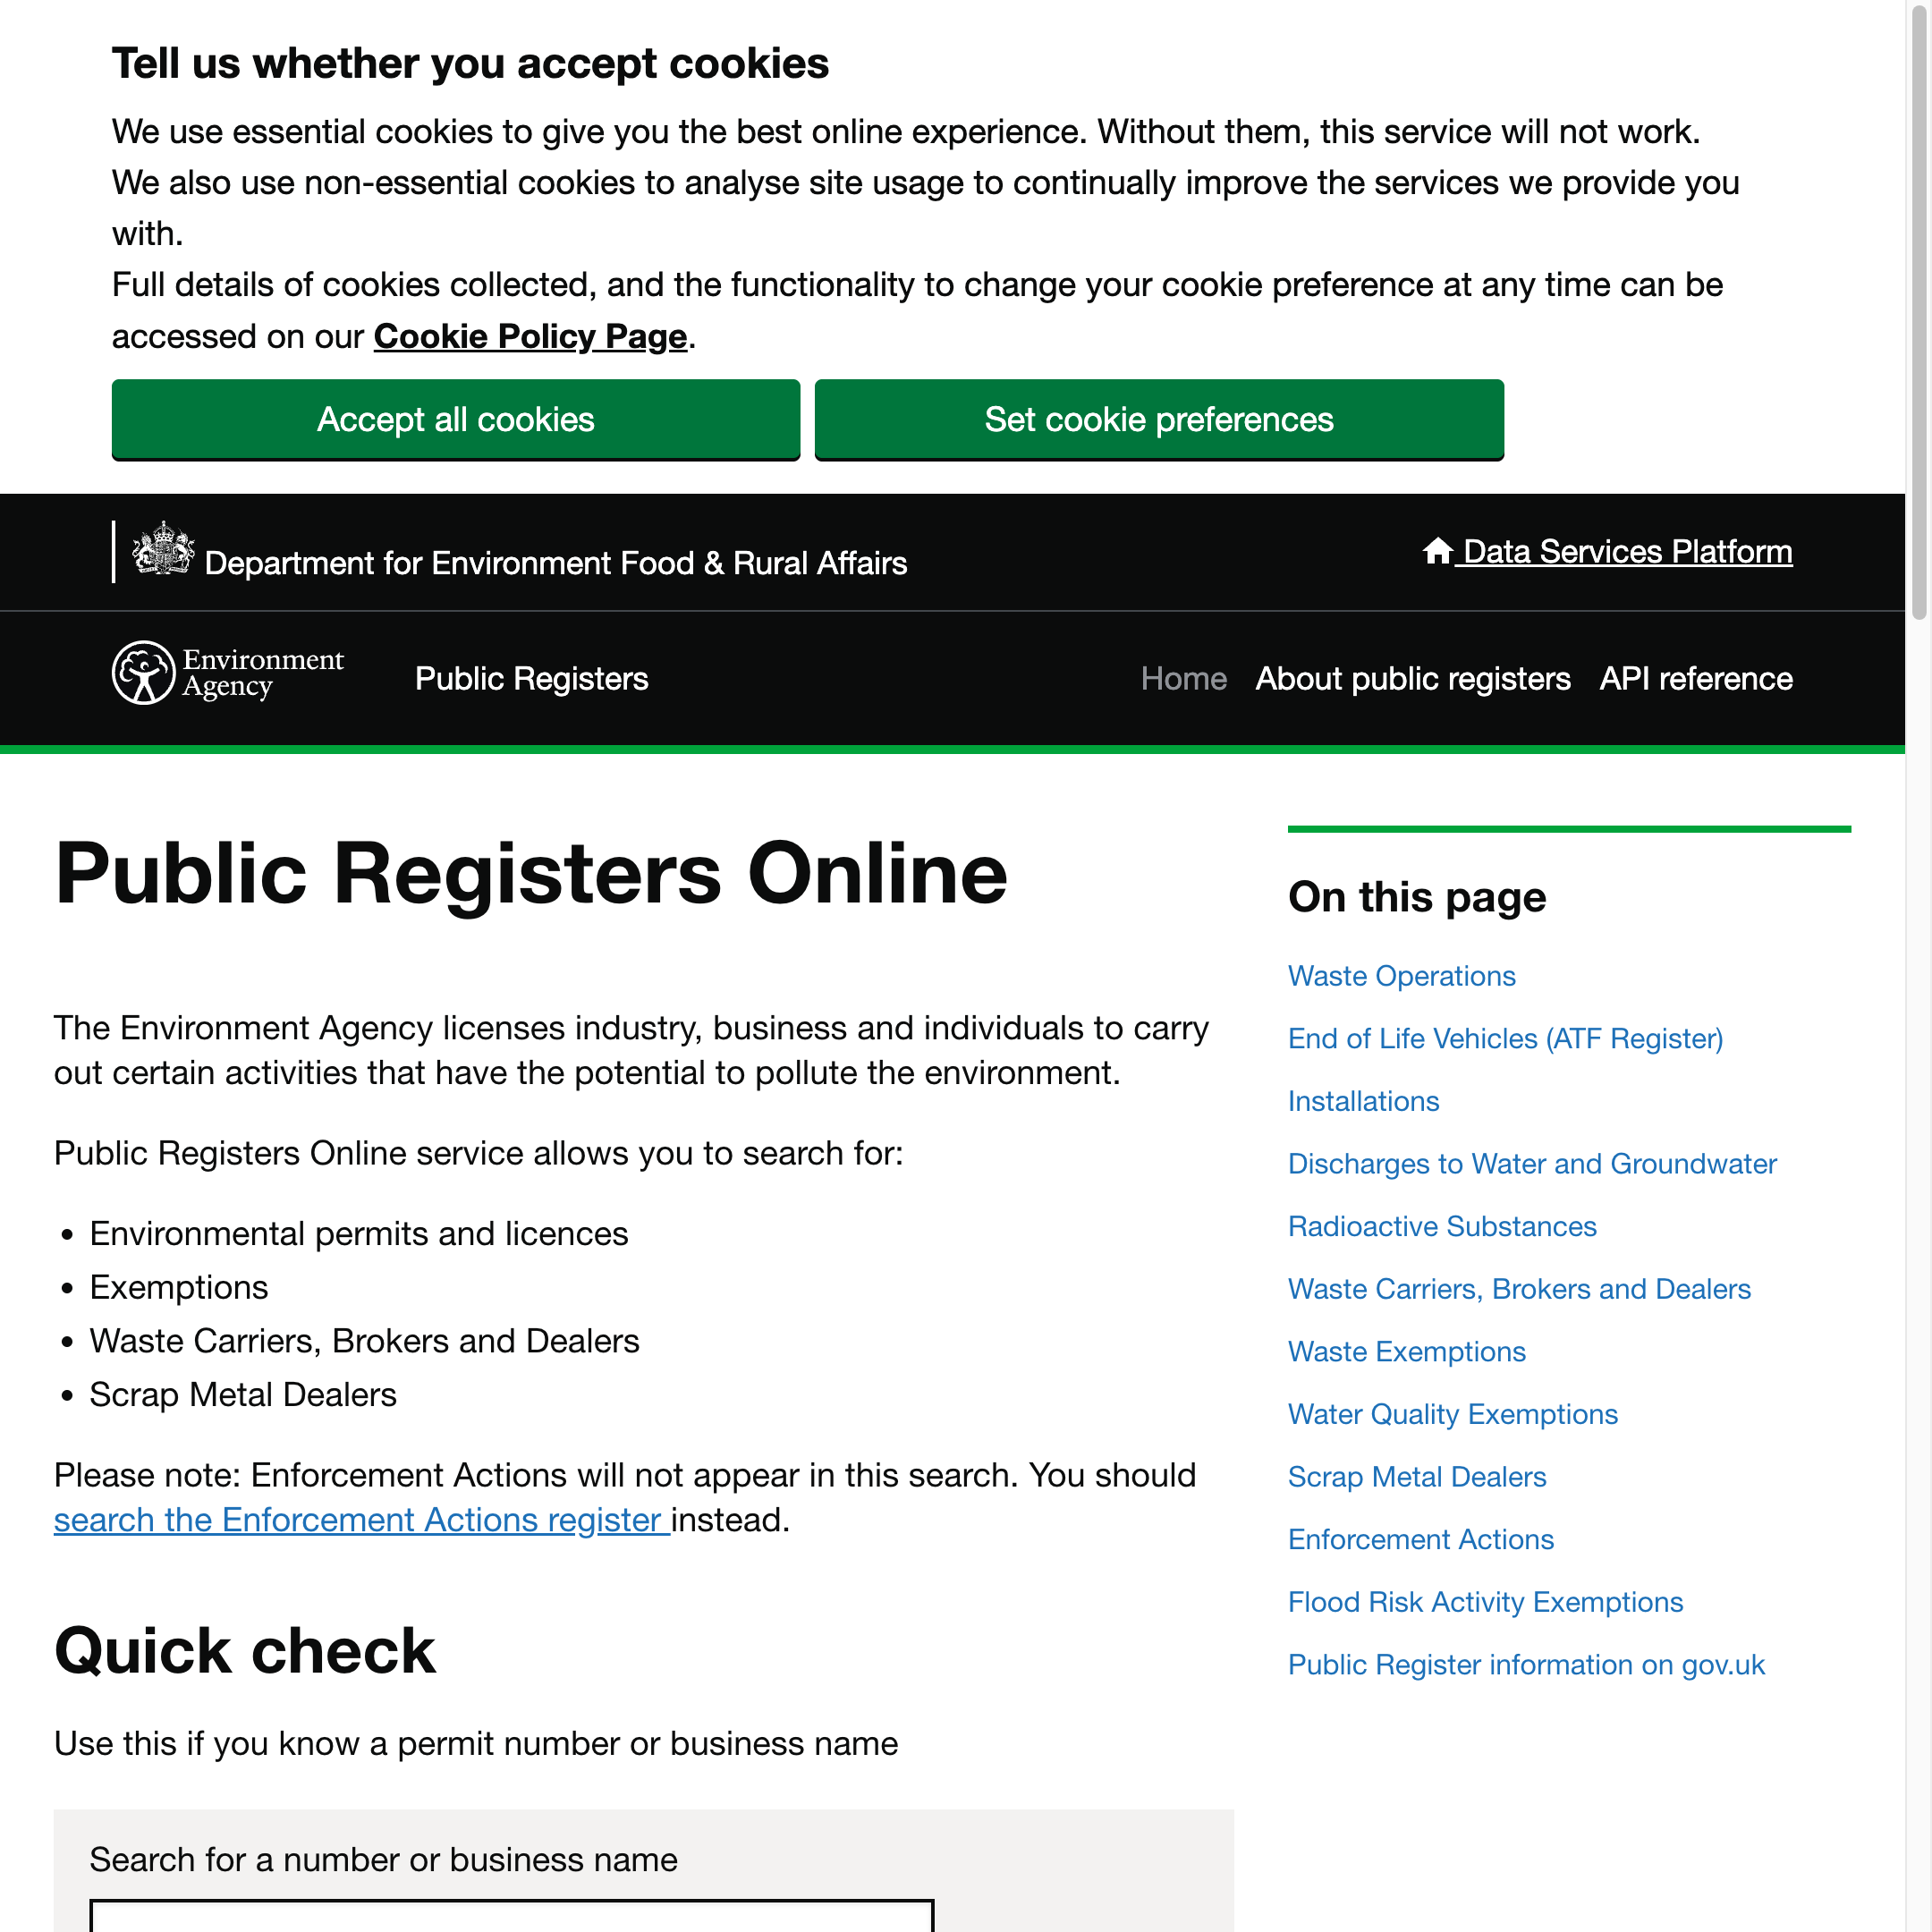 Tell us whether you accept cookies
We use essential cookies to give you the best online experience. Without them, this service will not work.
We also use non-essential cookies to analyse site usage to continually improve the services we provide you
with.
Full details of cookies collected, and the functionality to change your cookie preference at any time can be
accessed on our Cookie Policy Page.
Accept all cookies
Set cookie preferences
Department for Environment Food & Rural Affairs
Data Services Platform
Environment
Agency
Public Registers
Home
About public registers
API reference
Public Registers Online
The Environment Agency licenses industry, business and individuals to carry
out certain activities that have the potential to pollute the environment.
Public Registers Online service allows you to search for:
Environmental permits and licences
Exemptions
Waste Carriers, Brokers and Dealers
Scrap Metal Dealers
Please note: Enforcement Actions will not appear in this search. You should
search the Enforcement Actions register instead.
Quick check
Use this if you know a permit number or business name
Search for a number or business name
On this page
Waste Operations
End of Life Vehicles (ATF Register)
Installations
Discharges to Water and Groundwater
Radioactive Substances
Waste Carriers, Brokers and Dealers
Waste Exemptions
Water Quality Exemptions
Scrap Metal Dealers
Enforcement Actions
Flood Risk Activity Exemptions
Public Register information on gov.uk